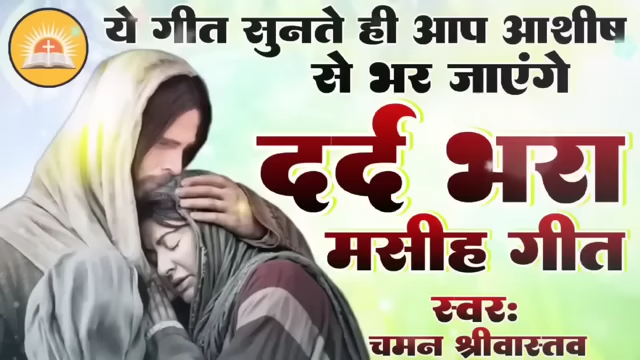 ये गीत सुनते ही आप आशीष
से भर जाएंगे
दर्द भरा
मसीह गीत
स्वर:
चमन श्रीवास्तव